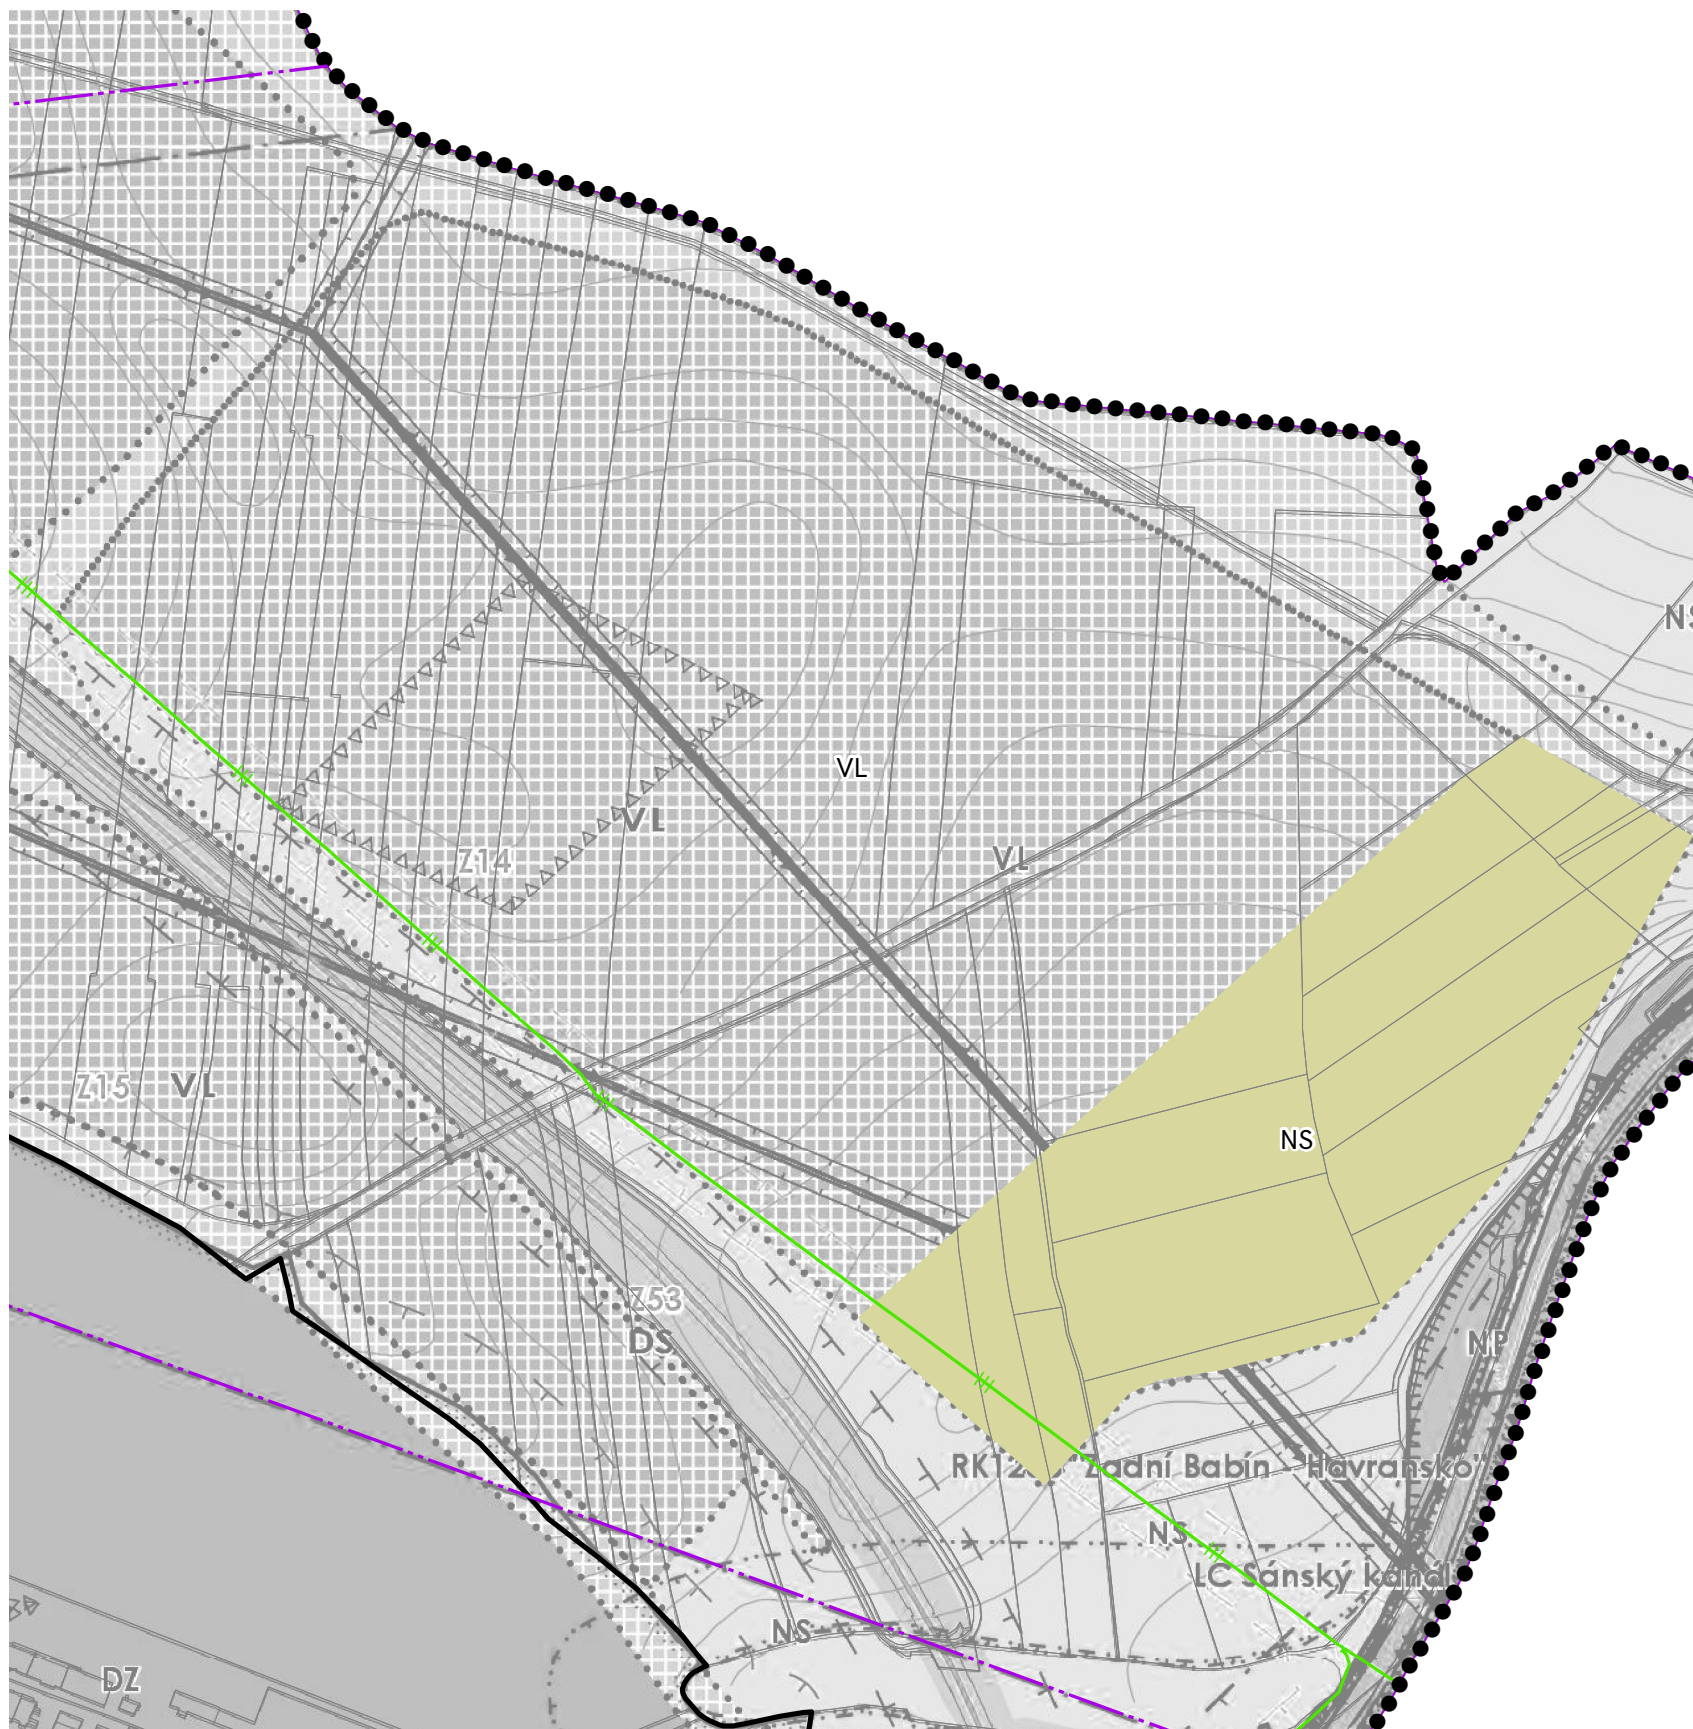 NS
VL
VL
Z14
VL
Z15 VL
NS
Z53
DS
NP
RK12 "Zadní Babín - Havransko"
NS
LC Sánský kanál
NS
DZ